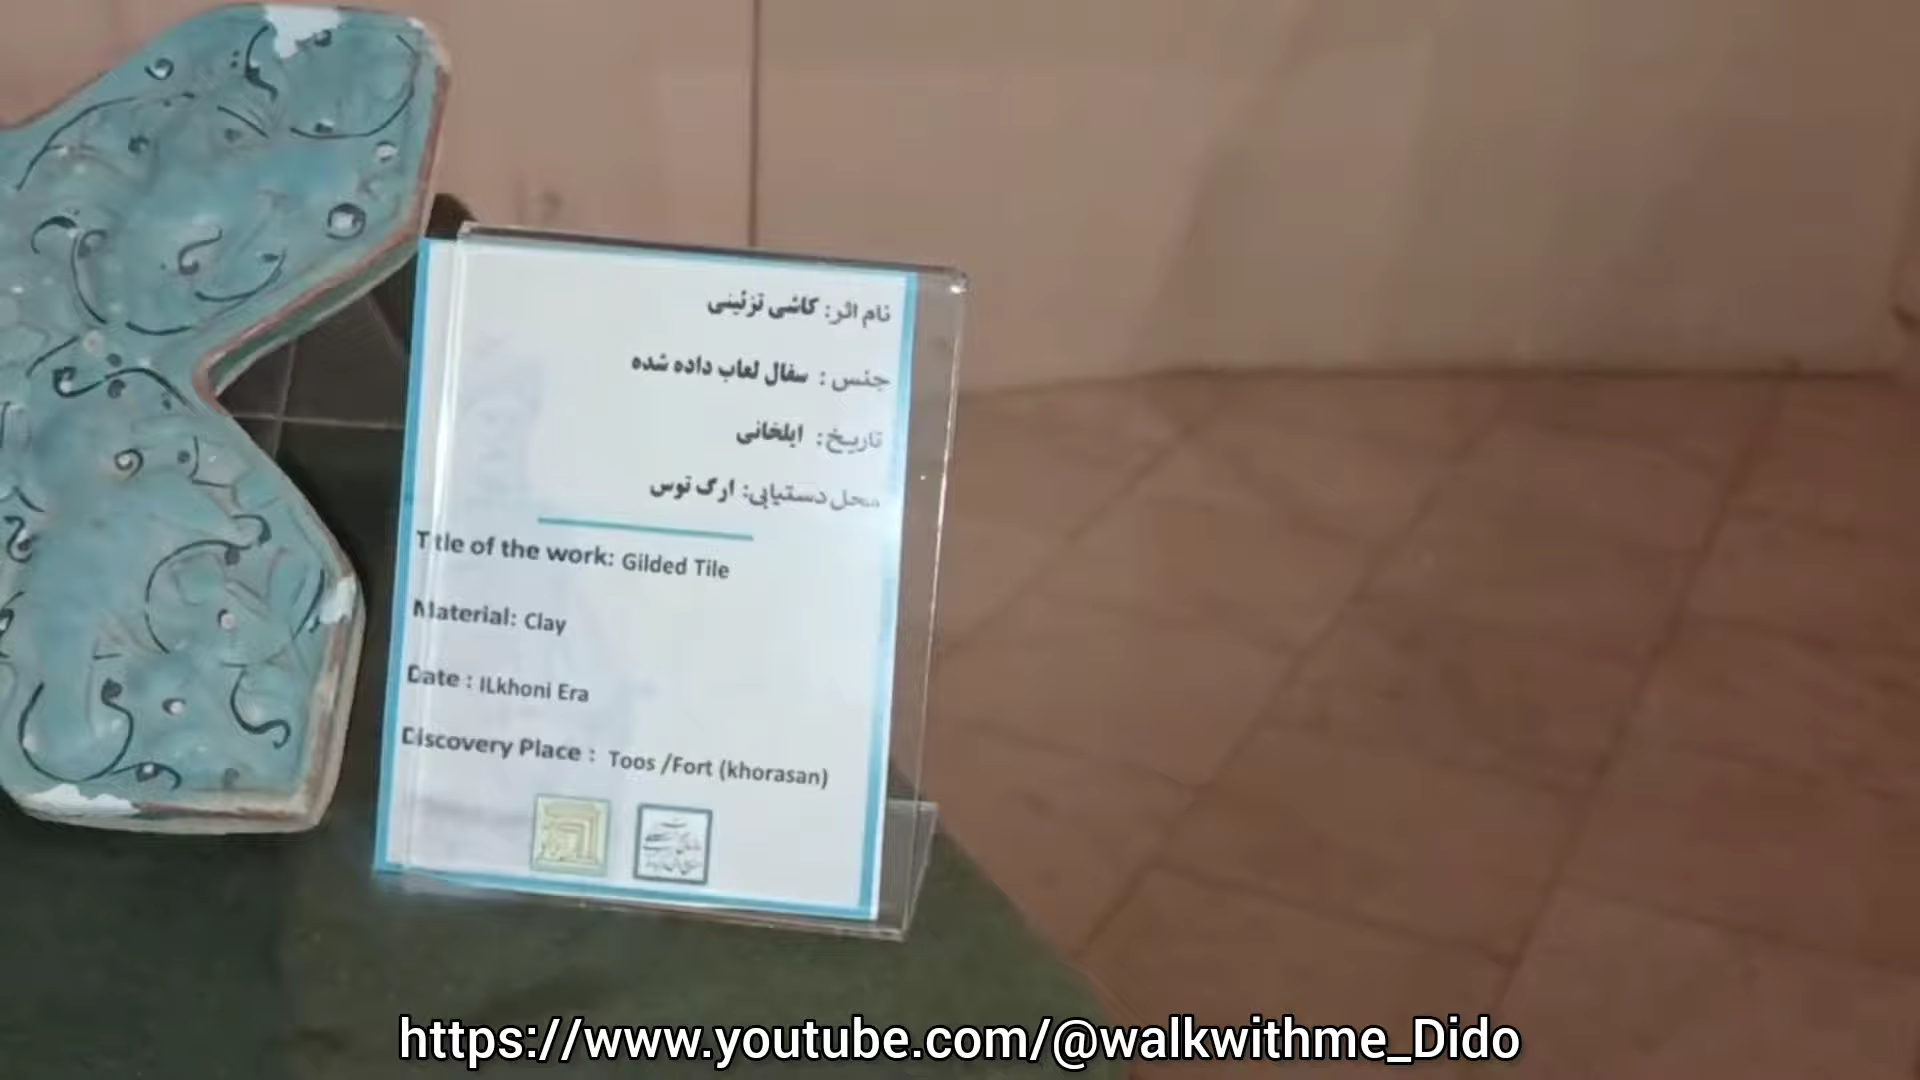 نام اثر: کاشی تزئینی
جنس : سفال لعاب داده شده
تاریخ: ایلخانی
محل دستیابی: ارگ توس
Title of the work: Gilded Tile
Material: Clay
Date : ILkhoni Era
Discovery Place : Toos /Fort (khorasan)
https://www.youtube.com/@walkwithme_Dido